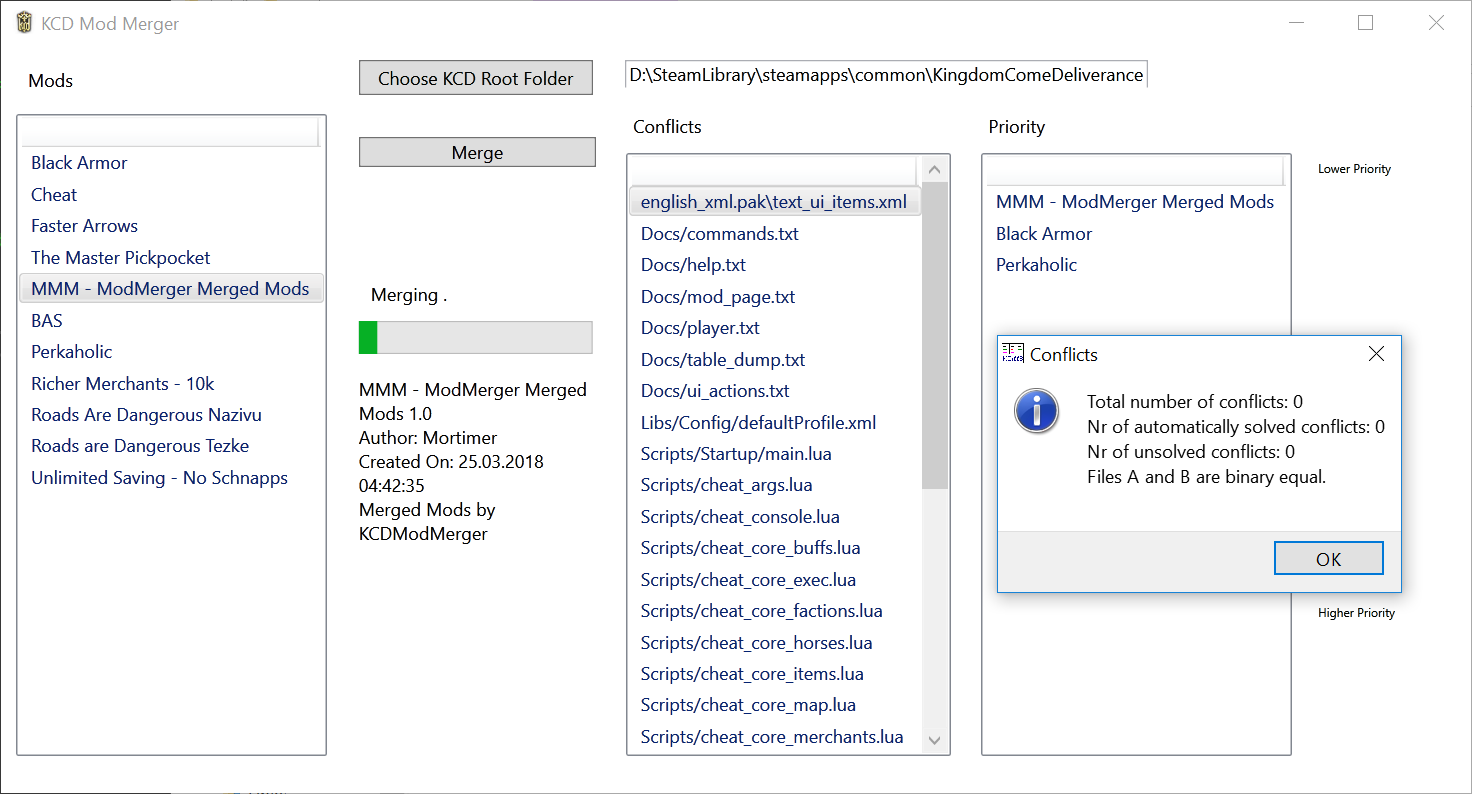 KCD Mod Merger
Mods
Choose KCD Root Folder
D:\SteamLibrary\steamapps\common\KingdomComeDeliverance
Merge
Conflicts
Priority
Black Armor
Cheat
Faster Arrows
The Master Pickpocket
MMM - ModMerger Merged Mods
BAS
Perkaholic
Richer Merchants - 10k
Roads Are Dangerous Nazivu
Roads are Dangerous Tezke
Unlimited Saving - No Schnapps
Merging .
MMM - ModMerger Merged
Mods 1.0
Author: Mortimer
Created On: 25.03.2018
04:42:35
Merged Mods by
KCDModMerger
english_xml.pak\text_ui_items.xml
Docs/commands.txt
Docs/help.txt
Docs/mod_page.txt
Docs/player.txt
Docs/table_dump.txt
Docs/ui_actions.txt
Libs/Config/defaultProfile.xml
Scripts/Startup/main.lua
Scripts/cheat_args.lua
Scripts/cheat_console.lua
Scripts/cheat_core_buffs.lua
Scripts/cheat_core_exec.lua
Scripts/cheat_core_factions.lua
Scripts/cheat_core_horses.lua
Scripts/cheat_core_items.lua
Scripts/cheat_core_map.lua
Scripts/cheat_core_merchants.lua
MMM - ModMerger Merged Mods
Black Armor
Perkaholic
Lower Priority
Conflicts
Total number of conflicts: 0
Nr of automatically solved conflicts: 0
Nr of unsolved conflicts: 0
Files A and B are binary equal.
OK
Higher Priority